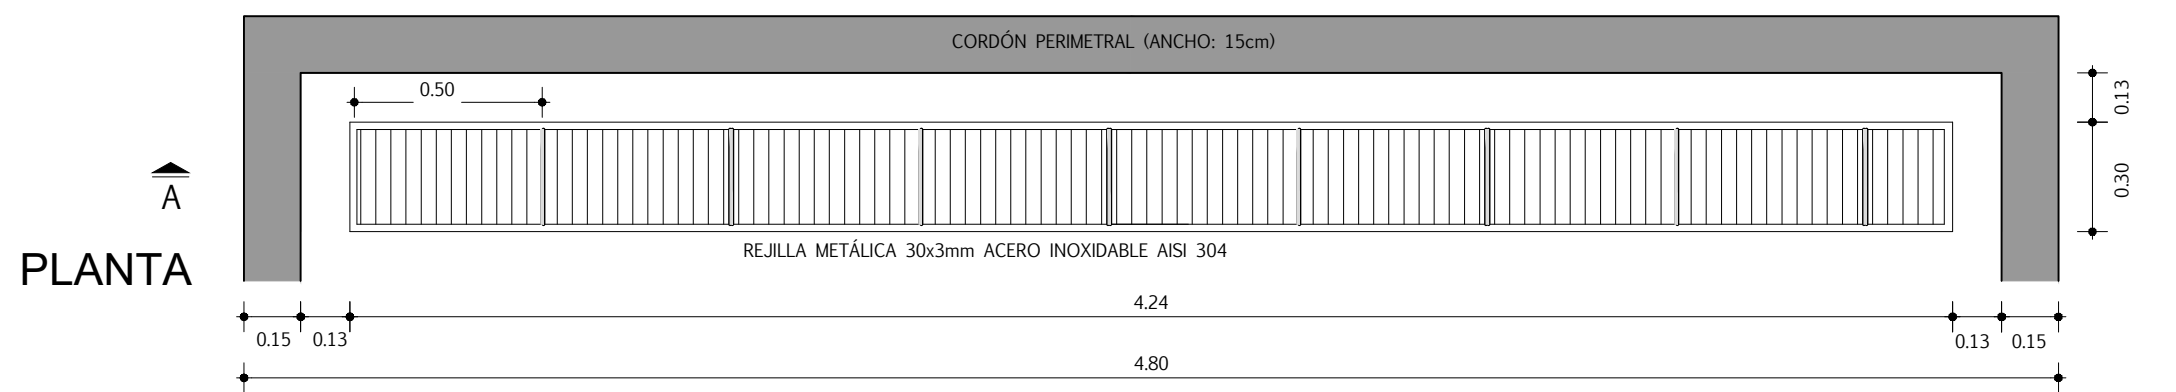 CORDÓN PERIMETRAL (ANCHO: 15cm)
0.50
0.13
0.30
A
REJILLA METÁLICA 30x3mm ACERO INOXIDABLE AISI 304
PLANTA
4.24
0.15 0.13 0.13 0.15
4.80